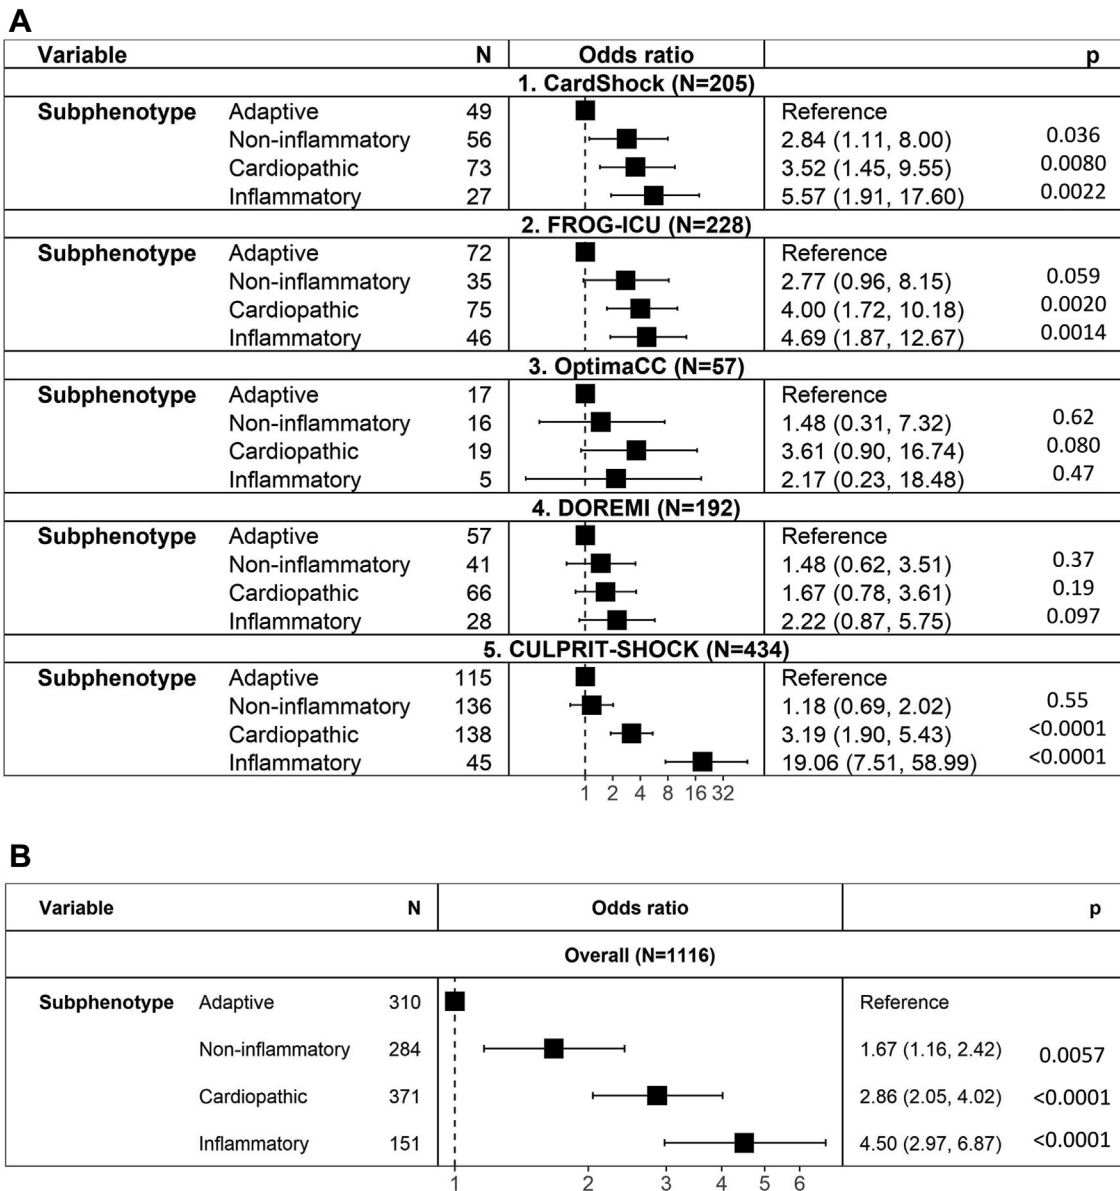 A
Variable N Odds ratio p
1. CardShock (N=205)
Subphenotype Adaptive 49 Reference
Non-inflammatory 56 2.84 (1.11, 8.00) 0.036
Cardiopathic 73 3.52 (1.45, 9.55) 0.0080
Inflammatory 27 5.57 (1.91, 17.60) 0.0022
2. FROG-ICU (N=228)
Subphenotype Adaptive 72 Reference
Non-inflammatory 35 2.77 (0.96, 8.15) 0.059
Cardiopathic 75 4.00 (1.72, 10.18) 0.0020
Inflammatory 46 4.69 (1.87, 12.67) 0.0014
3. OptimaCC (N=57)
Subphenotype Adaptive 17 Reference
Non-inflammatory 16 1.48 (0.31, 7.32) 0.62
Cardiopathic 19 3.61 (0.90, 16.74) 0.080
Inflammatory 5 2.17 (0.23, 18.48) 0.47
4. DOREMI (N=192)
Subphenotype Adaptive 57 Reference
Non-inflammatory 41 1.48 (0.62, 3.51) 0.37
Cardiopathic 66 1.67 (0.78, 3.61) 0.19
Inflammatory 28 2.22 (0.87, 5.75) 0.097
5. CULPRIT-SHOCK (N=434)
Subphenotype Adaptive 115 Reference
Non-inflammatory 136 1.18 (0.69, 2.02) 0.55
Cardiopathic 138 3.19 (1.90, 5.43) <0.0001
Inflammatory 45 19.06 (7.51, 58.99) <0.0001
1 2 4 8 16 32
B
Variable N Odds ratio p
Overall (N=1116)
Subphenotype Adaptive 310 Reference
Non-inflammatory 284 1.67 (1.16, 2.42) 0.0057
Cardiopathic 371 2.86 (2.05, 4.02) <0.0001
Inflammatory 151 4.50 (2.97, 6.87) <0.0001
1 2 3 4 5 6